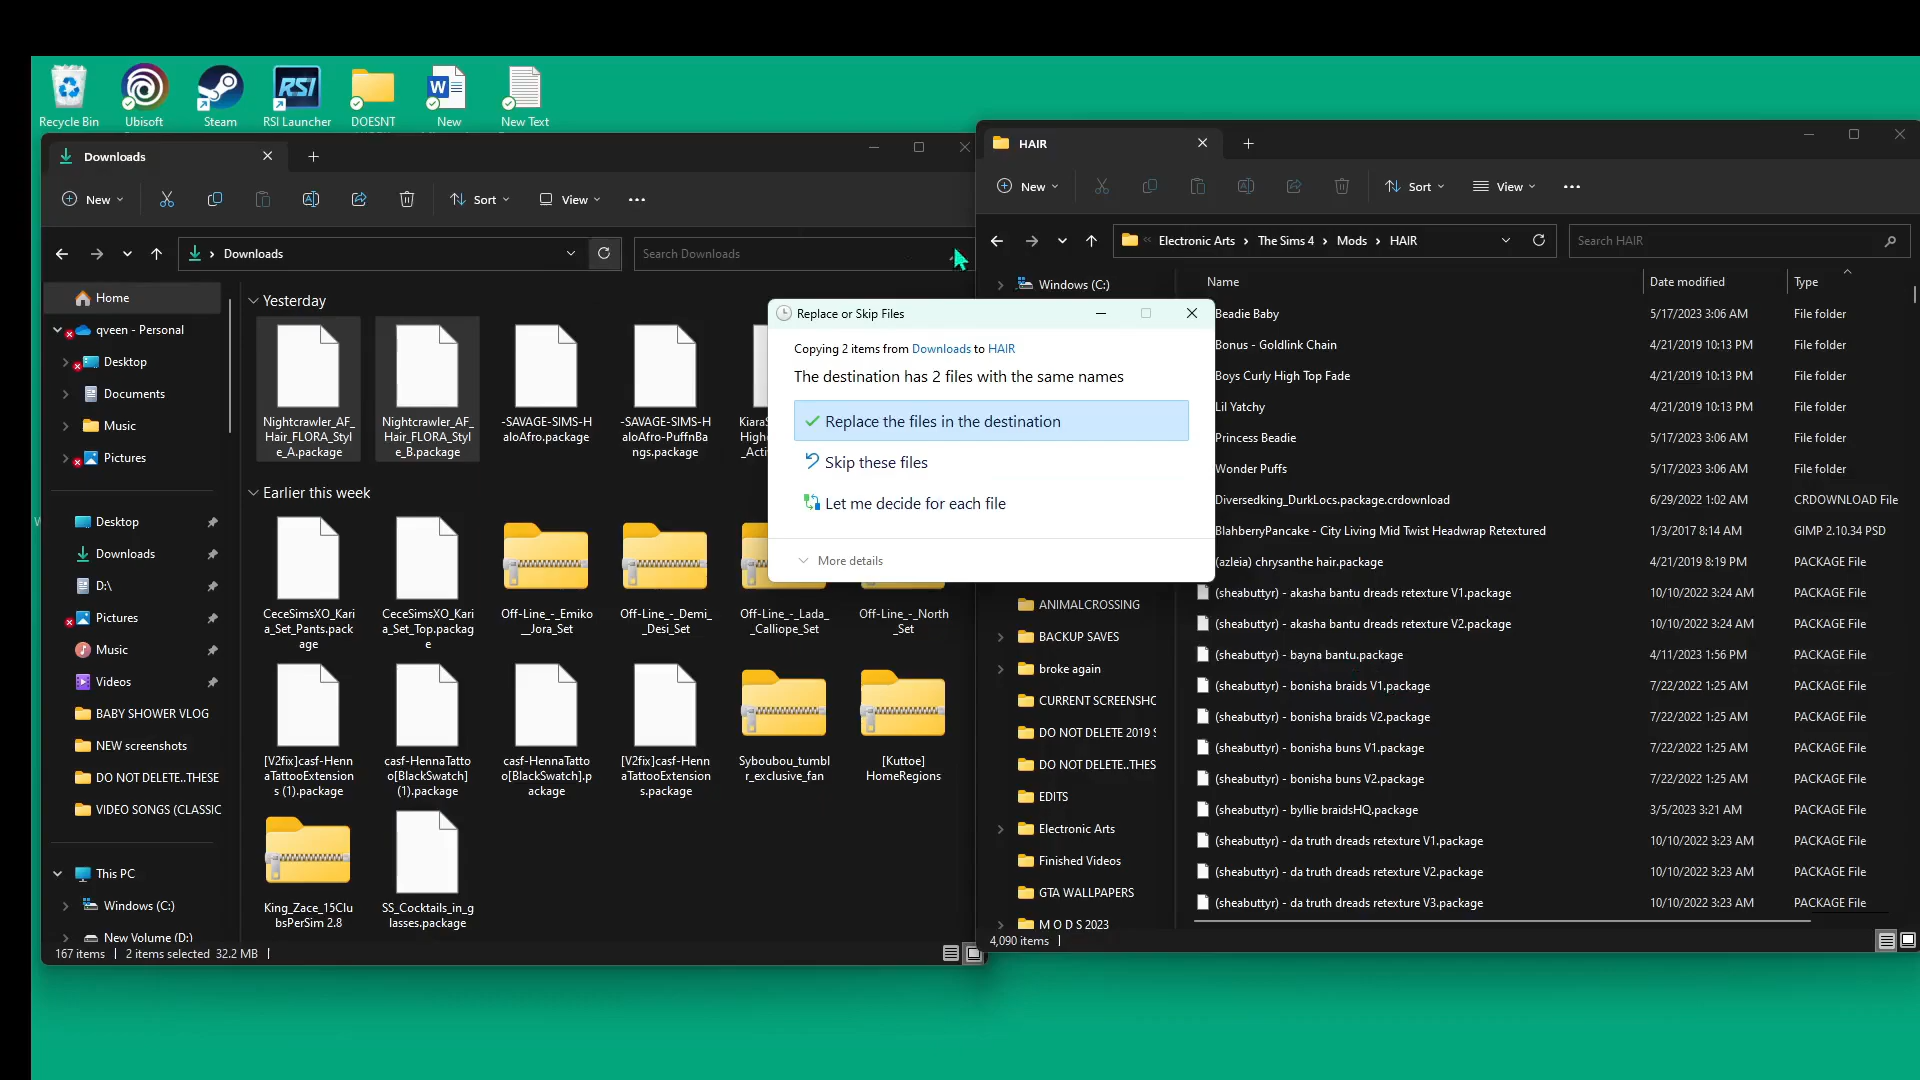 Recycle Bin
Ubisoft
Steam
RSI
RSI Launcher
DOESNT
New
New Text
Downloads
New
Sort
View
Downloads
Search Downloads
Home
qveen - Personal
Desktop
Documents
Music
Pictures
Desktop
Downloads
D:\
Pictures
Music
Videos
BABY SHOWER VLOG
NEW screenshots
DO NOT DELETE..THESE
VIDEO SONGS (CLASSIC
This PC
Windows (C:)
New Volume (D:)
Yesterday
Nightcrawler_AF_
Hair_FLORA_Styl
e_A.package
Nightcrawler_AF_
Hair_FLORA_Styl
e_B.package
-SAVAGE-SIMS-H
aloAfro.package
-SAVAGE-SIMS-H
aloAfro-PuffnBa
ngs.package
KiaraS
Highe
_Acti
Earlier this week
CeceSimsXO_Kari
a_Set_Pants.pack
age
CeceSimsXO_Kari
a_Set_Top.packag
e
Off-Line_-_Emiko
__Jora_Set
Off-Line_-_Demi_
_Desi_Set
Off-Line_-_Lada_
_Calliope_Set
Off-Line_-_North
_Set
[V2fix]casf-Henn
aTattooExtension
s (1).package
casf-HennaTatto
o[BlackSwatch]
(1).package
casf-HennaTatto
o[BlackSwatch].p
ackage
[V2fix]casf-Henn
aTattooExtension
s.package
Syboubou_tumbl
r_exclusive_fan
[Kuttoe]
HomeRegions
King_Zace_15Clu
bsPerSim 2.8
SS_Cocktails_in_g
lasses.package
167 items
2 items selected 32.2 MB
Replace or Skip Files
Copying 2 items from Downloads to HAIR
The destination has 2 files with the same names
Replace the files in the destination
Skip these files
Let me decide for each file
More details
HAIR
New
Sort
View
Electronic Arts
The Sims 4
Mods
HAIR
Search HAIR
Windows (C:)
ANIMALCROSSING
BACKUP SAVES
broke again
CURRENT SCREENSHC
DO NOT DELETE 2019 S
DO NOT DELETE..THES
EDITS
Electronic Arts
Finished Videos
GTA WALLPAPERS
M O D S 2023
Name Date modified Type
Beadie Baby 5/17/2023 3:06 AM File folder
Bonus - Goldlink Chain 4/21/2019 10:13 PM File folder
Boys Curly High Top Fade 4/21/2019 10:13 PM File folder
Lil Yatchy 4/21/2019 10:13 PM File folder
Princess Beadie 5/17/2023 3:06 AM File folder
Wonder Puffs 5/17/2023 3:06 AM File folder
Diversedking_DurkLocs.package.crdownload 6/29/2022 1:02 AM CRDOWNLOAD File
BlahberryPancake - City Living Mid Twist Headwrap Retextured 1/3/2017 8:14 AM GIMP 2.10.34 PSD
(azleia) chrysanthe hair.package 4/21/2019 8:19 PM PACKAGE File
(sheabuttyr) - akasha bantu dreads retexture V1.package 10/10/2022 3:24 AM PACKAGE File
(sheabuttyr) - akasha bantu dreads retexture V2.package 10/10/2022 3:24 AM PACKAGE File
(sheabuttyr) - bayna bantu.package 4/11/2023 1:56 PM PACKAGE File
(sheabuttyr) - bonisha braids V1.package 7/22/2022 1:25 AM PACKAGE File
(sheabuttyr) - bonisha braids V2.package 7/22/2022 1:25 AM PACKAGE File
(sheabuttyr) - bonisha buns V1.package 7/22/2022 1:25 AM PACKAGE File
(sheabuttyr) - bonisha buns V2.package 7/22/2022 1:25 AM PACKAGE File
(sheabuttyr) - byllie braidsHQ.package 3/5/2023 3:21 AM PACKAGE File
(sheabuttyr) - da truth dreads retexture V1.package 10/10/2022 3:23 AM PACKAGE File
(sheabuttyr) - da truth dreads retexture V2.package 10/10/2022 3:23 AM PACKAGE File
(sheabuttyr) - da truth dreads retexture V3.package 10/10/2022 3:23 AM PACKAGE File
4,090 items